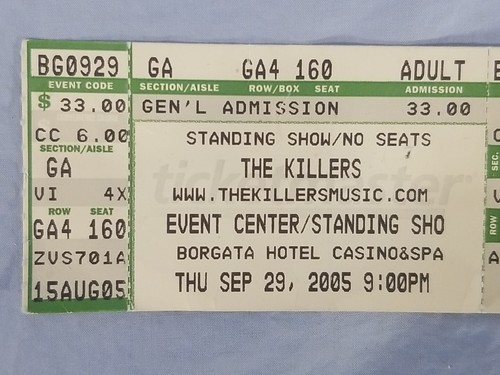 BG0929
EVENT CODE
$ 33.00
CC 6.00
SECTION/AISLE
GA
VI 4X
ROW SEAT
GA4 160
ZVS701A
15AUG05
GA GA4 160 ADULT
SECTION/AISLE ROW/BOX SEAT ADMISSION
GEN'L ADMISSION 33.00
STANDING SHOW/NO SEATS
THE KILLERS
WWW.THEKILLERSMUSIC.COM
EVENT CENTER/STANDING SHO
BORGATA HOTEL CASINO&SPA
THU SEP 29, 2005 9:00PM
SEC.
ROW